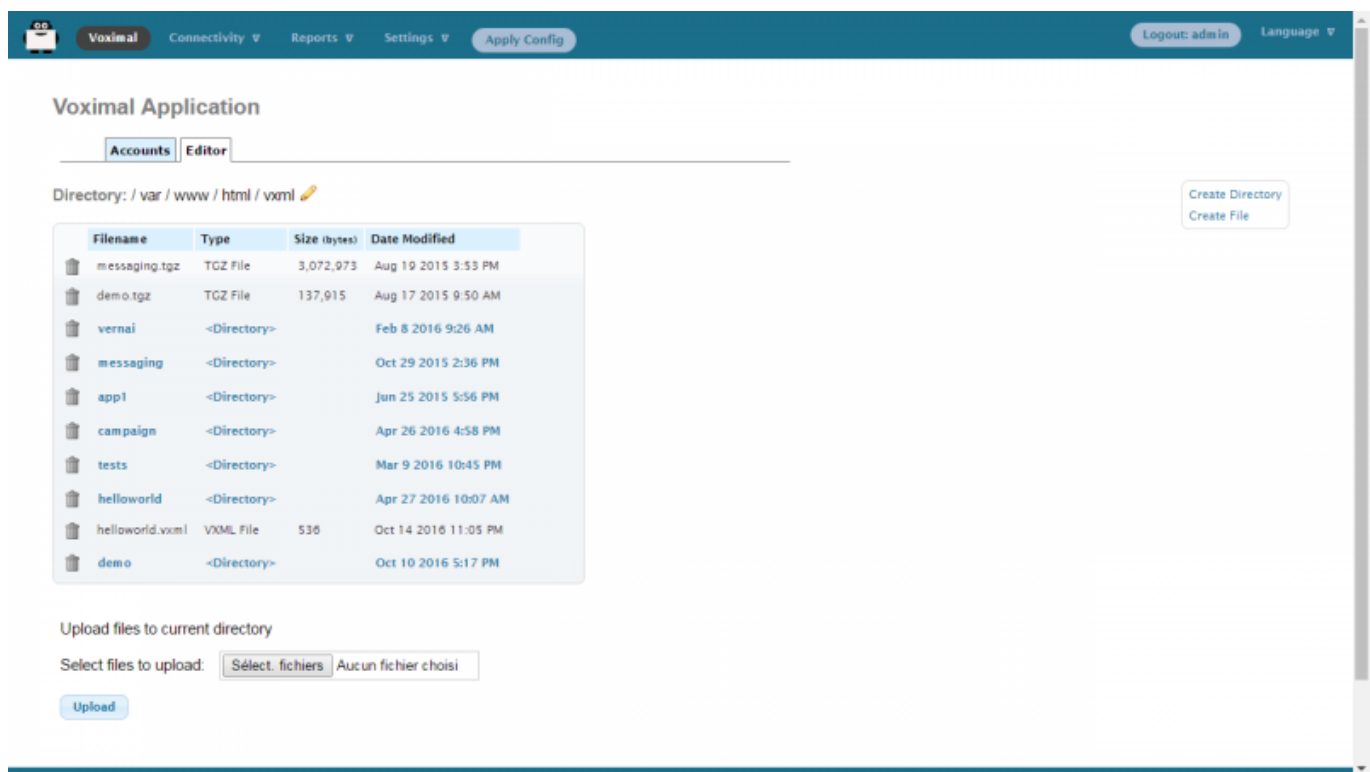 Voximal Connectivity ∇ Reports ∇ Settings ∇ Apply Config Logout: admin Language ∇
Voximal Application
Accounts Editor
Directory: / var / www / html / vxml
Create Directory
Create File
Filename Type Size (bytes) Date Modified
messaging.tgz TGZ File 3,072,973 Aug 19 2015 3:53 PM
demo.tgz TGZ File 137,915 Aug 17 2015 9:50 AM
vernai <Directory> Feb 8 2016 9:26 AM
messaging <Directory> Oct 29 2015 2:36 PM
app1 <Directory> Jun 25 2015 5:56 PM
campaign <Directory> Apr 26 2016 4:58 PM
tests <Directory> Mar 9 2016 10:45 PM
helloworld <Directory> Apr 27 2016 10:07 AM
helloworld.vxml VXML File 536 Oct 14 2016 11:05 PM
demo <Directory> Oct 10 2016 5:17 PM
Upload files to current directory
Select files to upload: Sélect. fichiers Aucun fichier choisi
Upload